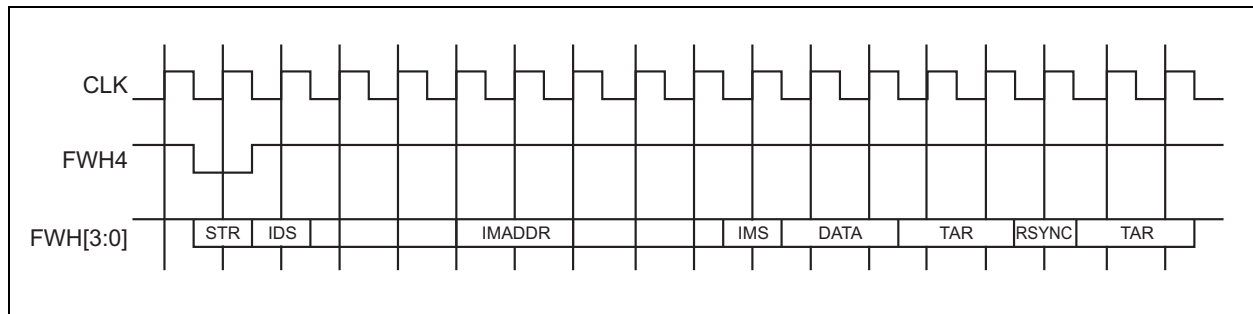 CLK
FWH4
FWH[3:0]
STR IDS IMADDR IMS DATA TAR RSYNC TAR